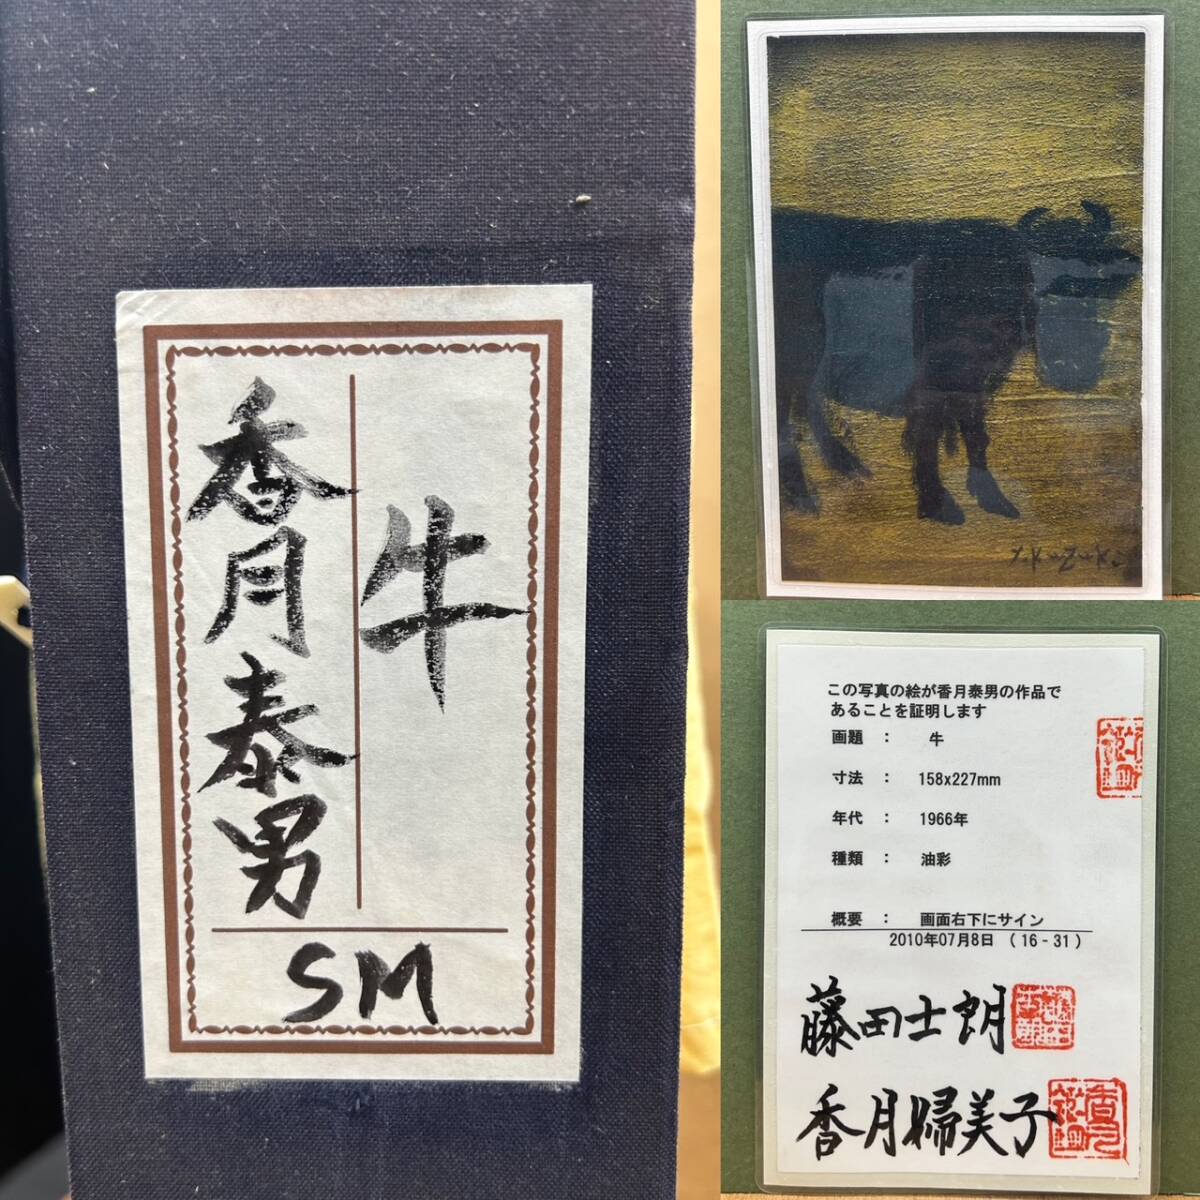 牛
香月泰男
SM
Y.Kazuki
この写真の絵が香月泰男の作品で
あることを証明します
画題 : 牛
寸法 : 158x227mm
年代 : 1966年
種類 : 油彩
概要 : 画面右下にサイン
2010年07月8日 (16-31)
藤田士朗
香月婦美子